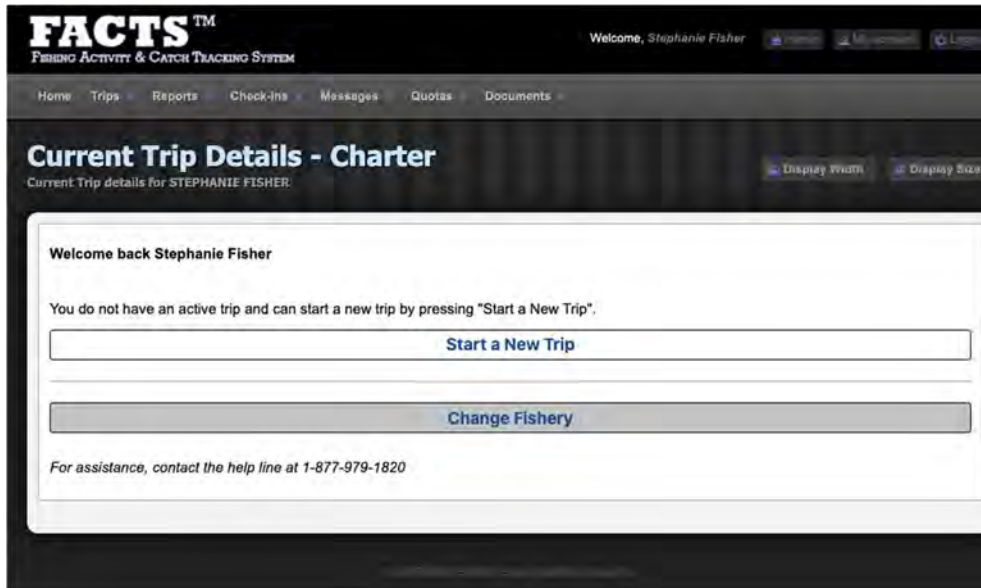 FACTS™
FISHING ACTIVITY & CATCH TRACKING SYSTEM
Welcome, Stephanie Fisher
Home Trips Reports Check-ins Messages Quotas Documents
Current Trip Details - Charter
Current Trip details for STEPHANIE FISHER
Display Width Display Size
Welcome back Stephanie Fisher
You do not have an active trip and can start a new trip by pressing "Start a New Trip".
Start a New Trip
Change Fishery
For assistance, contact the help line at 1-877-979-1820